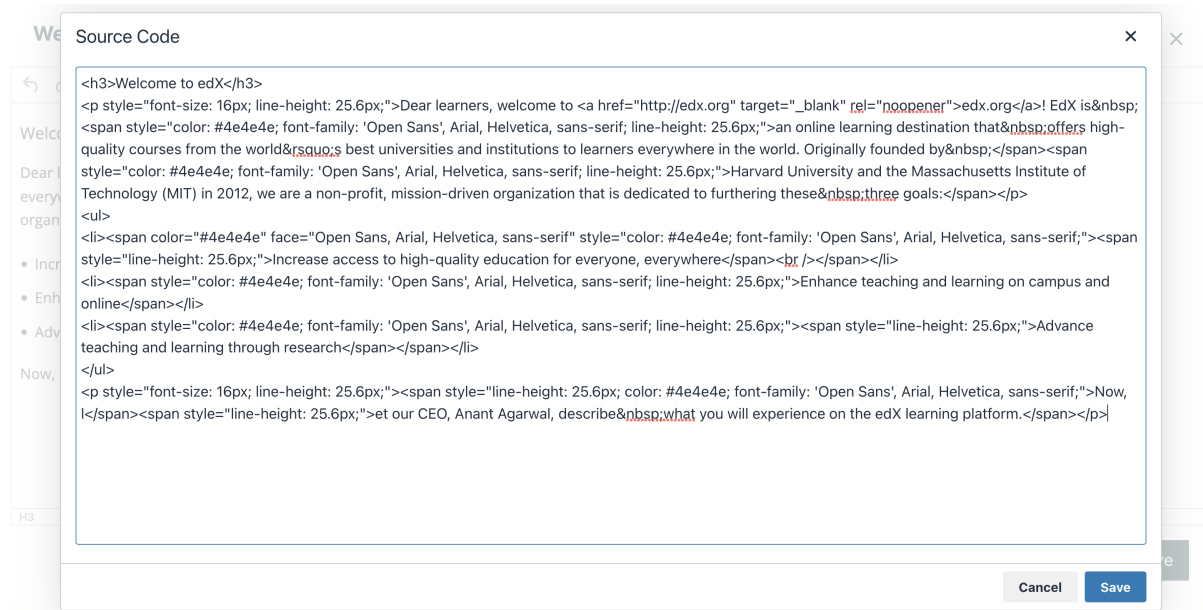 We
Source Code
<h3>Welcome to edX</h3>
<p style="font-size: 16px; line-height: 25.6px;">Dear learners, welcome to <a href="http://edx.org" target="_blank" rel="noopener">edx.org</a>! EdX is&nbsp;
<span style="color: #4e4e4e; font-family: 'Open Sans', Arial, Helvetica, sans-serif; line-height: 25.6px;">an online learning destination that&nbsp;offers high-
quality courses from the world&rsquo;s best universities and institutions to learners everywhere in the world. Originally founded by&nbsp;</span><span
style="color: #4e4e4e; font-family: 'Open Sans', Arial, Helvetica, sans-serif; line-height: 25.6px;">Harvard University and the Massachusetts Institute of
Technology (MIT) in 2012, we are a non-profit, mission-driven organization that is dedicated to furthering these&nbsp;three goals:</span></p>
<ul>
<li><span color="#4e4e4e" face="Open Sans, Arial, Helvetica, sans-serif" style="color: #4e4e4e; font-family: 'Open Sans', Arial, Helvetica, sans-serif;"><span
style="line-height: 25.6px;">Increase access to high-quality education for everyone, everywhere</span><br /></span></li>
<li><span style="color: #4e4e4e; font-family: 'Open Sans', Arial, Helvetica, sans-serif; line-height: 25.6px;">Enhance teaching and learning on campus and
online</span></li>
<li><span style="color: #4e4e4e; font-family: 'Open Sans', Arial, Helvetica, sans-serif; line-height: 25.6px;"><span style="line-height: 25.6px;">Advance
teaching and learning through research</span></span></li>
</ul>
<p style="font-size: 16px; line-height: 25.6px;"><span style="line-height: 25.6px; color: #4e4e4e; font-family: 'Open Sans', Arial, Helvetica, sans-serif;">Now,
l</span><span style="line-height: 25.6px;">et our CEO, Anant Agarwal, describe&nbsp;what you will experience on the edX learning platform.</span></p>
Welco
Dear l
everyw
organ
Incr
Enh
Adv
Now,
H3
Cancel
Save
e